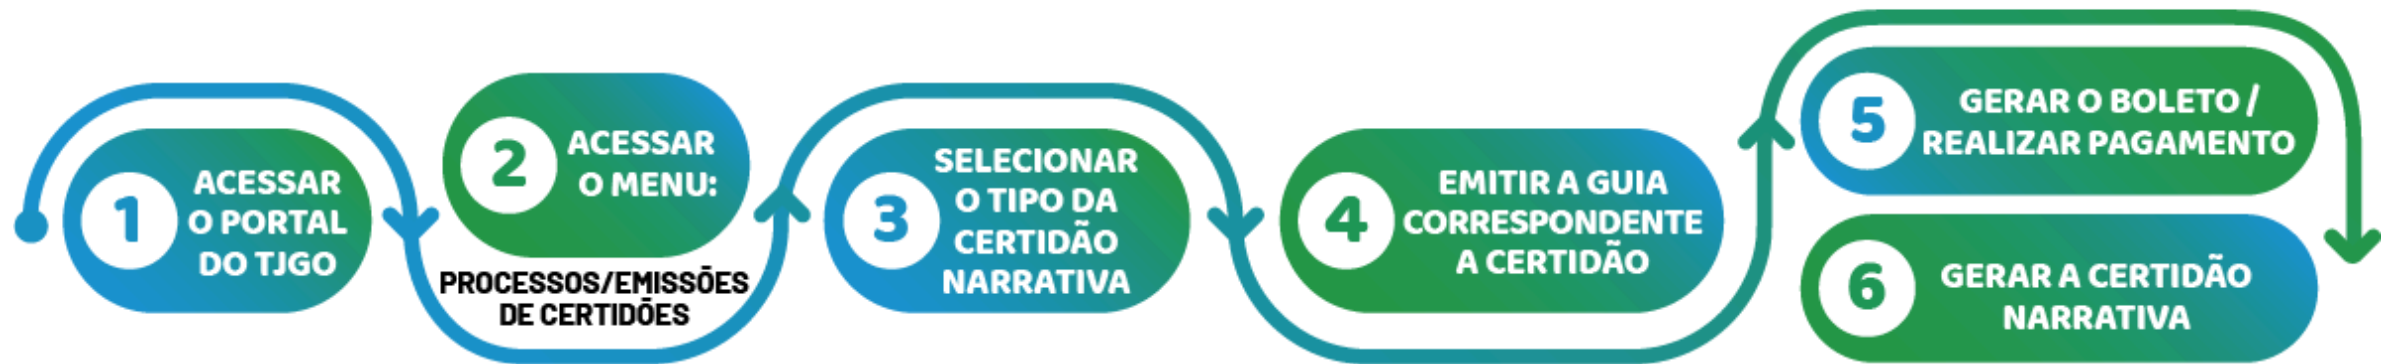 1
ACESSAR
O PORTAL
DO TJGO
2
ACESSAR
O MENU:
PROCESSOS/EMISSÕES
DE CERTIDÕES
3
SELECIONAR
O TIPO DA
CERTIDÃO
NARRATIVA
4
EMITIR A GUIA
CORRESPONDENTE
A CERTIDÃO
5
GERAR O BOLETO /
REALIZAR PAGAMENTO
6
GERAR A CERTIDÃO
NARRATIVA